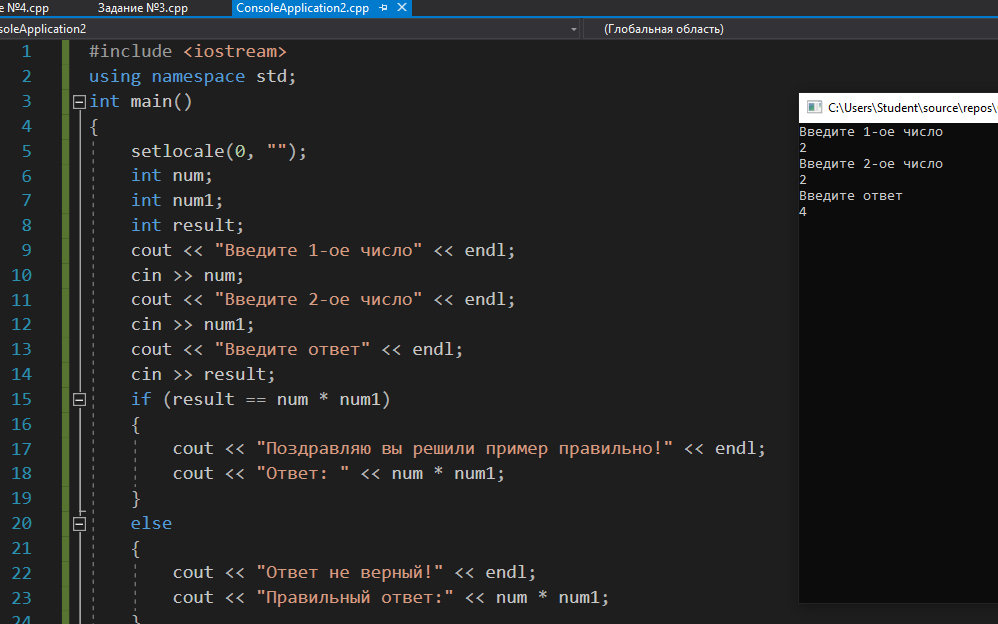 е №4.cpp Задание №3.cpp ConsoleApplication2.cpp
soleApplication2 (Глобальная область)
1 #include <iostream>
2 using namespace std;
3 int main()
4 {
5 setlocale(0, "");
6 int num;
7 int num1;
8 int result;
9 cout << "Введите 1-ое число" << endl;
10 cin >> num;
11 cout << "Введите 2-ое число" << endl;
12 cin >> num1;
13 cout << "Введите ответ" << endl;
14 cin >> result;
15 if (result == num * num1)
16 {
17 cout << "Поздравляю вы решили пример правильно!" << endl;
18 cout << "Ответ: " << num * num1;
19 }
20 else
21 {
22 cout << "Ответ не верный!" << endl;
23 cout << "Правильный ответ:" << num * num1;
24 }
C:\Users\Student\source\repos\
Введите 1-ое число
2
Введите 2-ое число
2
Введите ответ
4